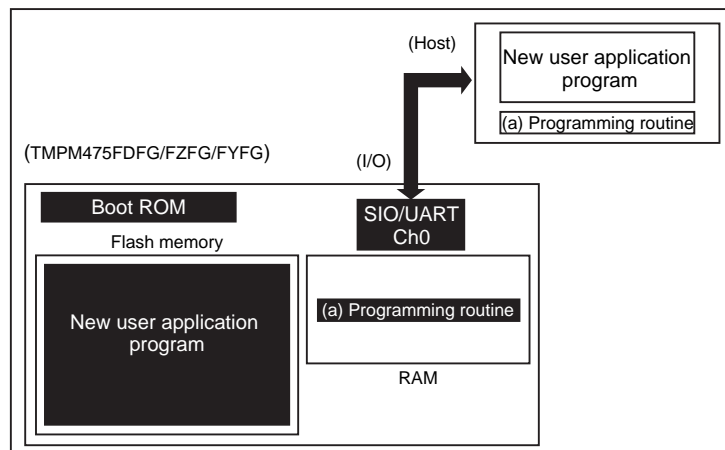 (Host)
New user application
program
(a) Programming routine
(TMPM475FDFG/FZFG/FYFG)
(I/O)
Boot ROM
SIO/UART
Ch0
Flash memory
New user application
program
(a) Programming routine
RAM